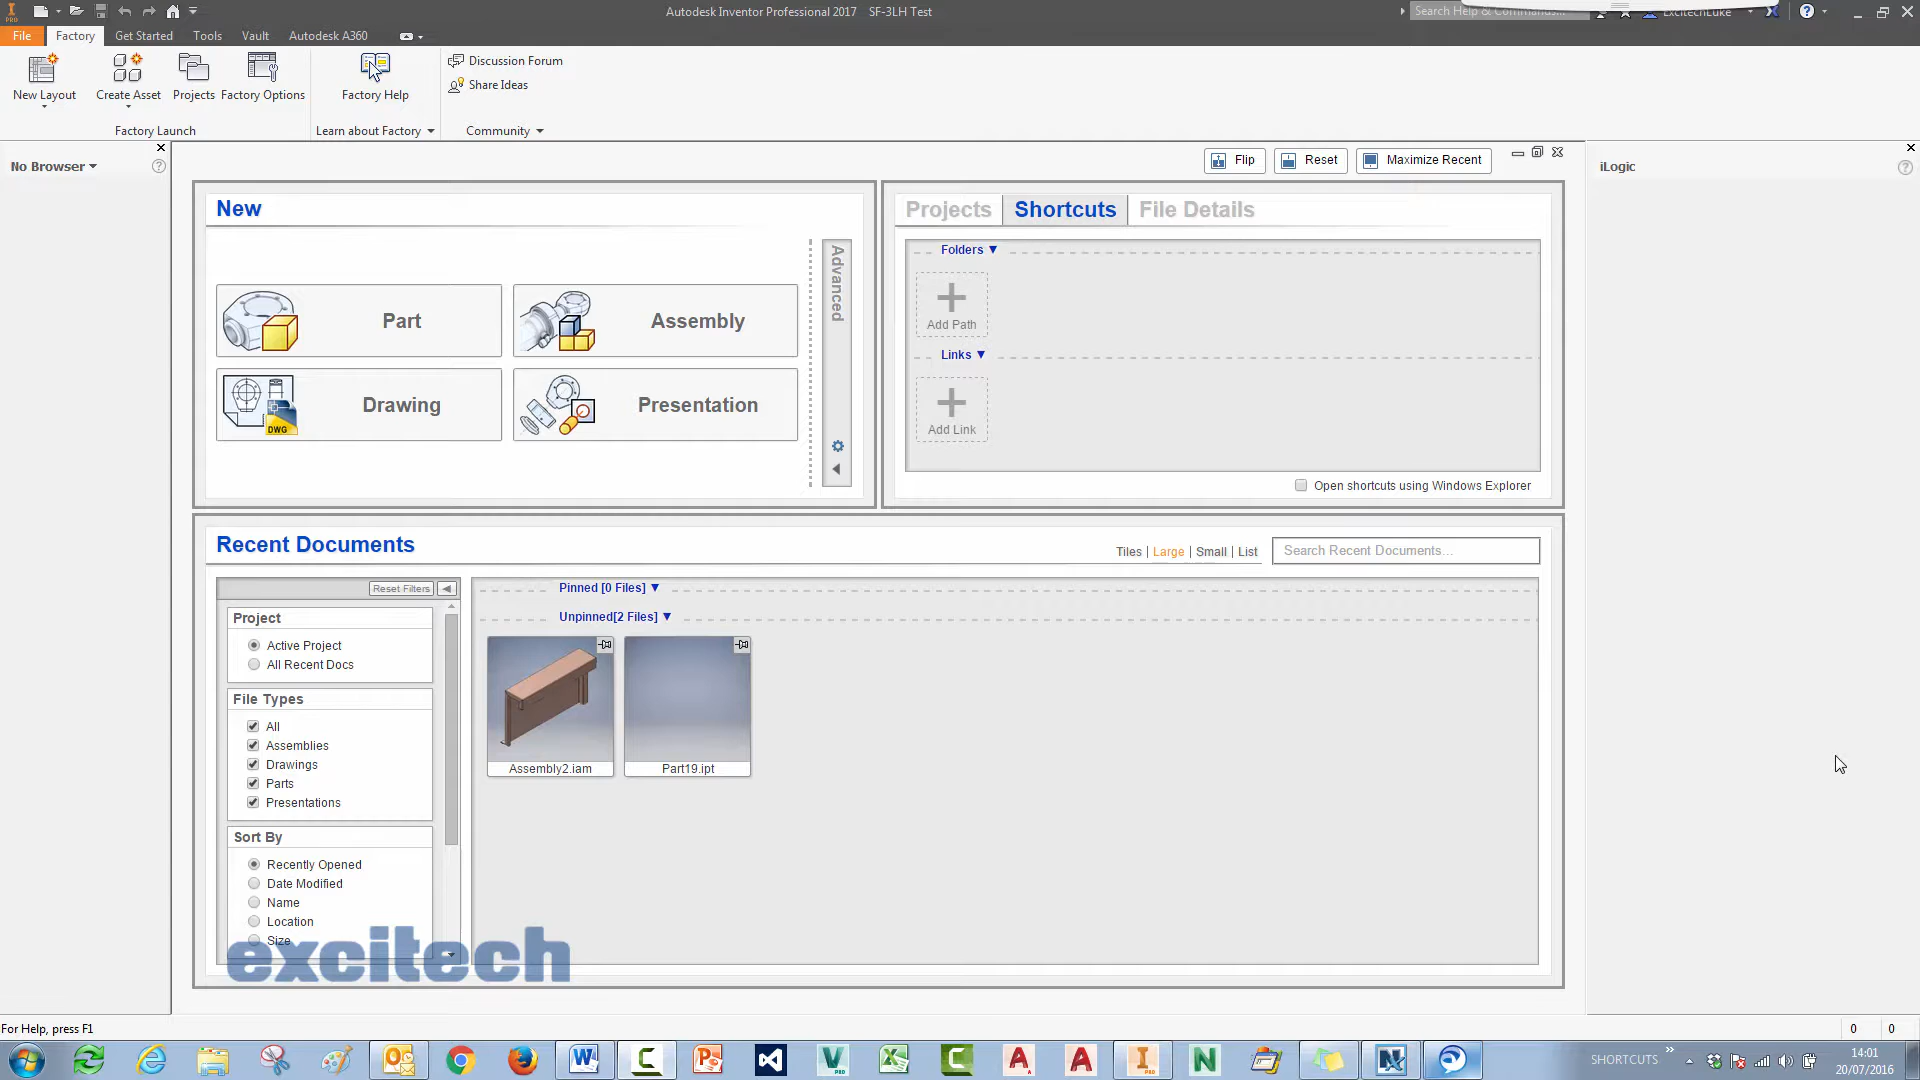 Autodesk Inventor Professional 2017 SF-3LH Test
Search Help & Commands...
ExcitechLuke
PRO
File
Factory
Get Started
Tools
Vault
Autodesk A360
New Layout
Create Asset
Projects
Factory Options
Factory Help
Discussion Forum
Share Ideas
Factory Launch
Learn about Factory
Community
No Browser
Flip
Reset
Maximize Recent
iLogic
New
Part
Assembly
Drawing
DWG
Presentation
Advanced
Projects
Shortcuts
File Details
Folders
Add Path
Links
Add Link
Open shortcuts using Windows Explorer
Recent Documents
Tiles | Large | Small | List
Search Recent Documents...
Reset Filters
Project
Active Project
All Recent Docs
File Types
All
Assemblies
Drawings
Parts
Presentations
Sort By
Recently Opened
Date Modified
Name
Location
Size
Pinned [0 Files]
Unpinned[2 Files]
Assembly2.iam
Part19.ipt
excitech
For Help, press F1
0 0
SHORTCUTS
14:01
20/07/2016